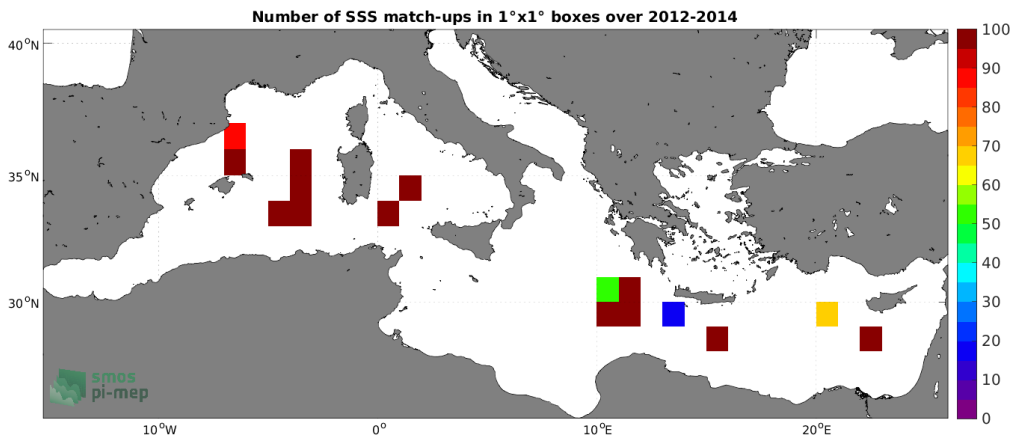 Number of SSS match-ups in 1°x1° boxes over 2012-2014
40°N
35°N
30°N
10°W
0°
10°E
20°E
100
90
80
70
60
50
40
30
20
10
0
smos
pi-mep